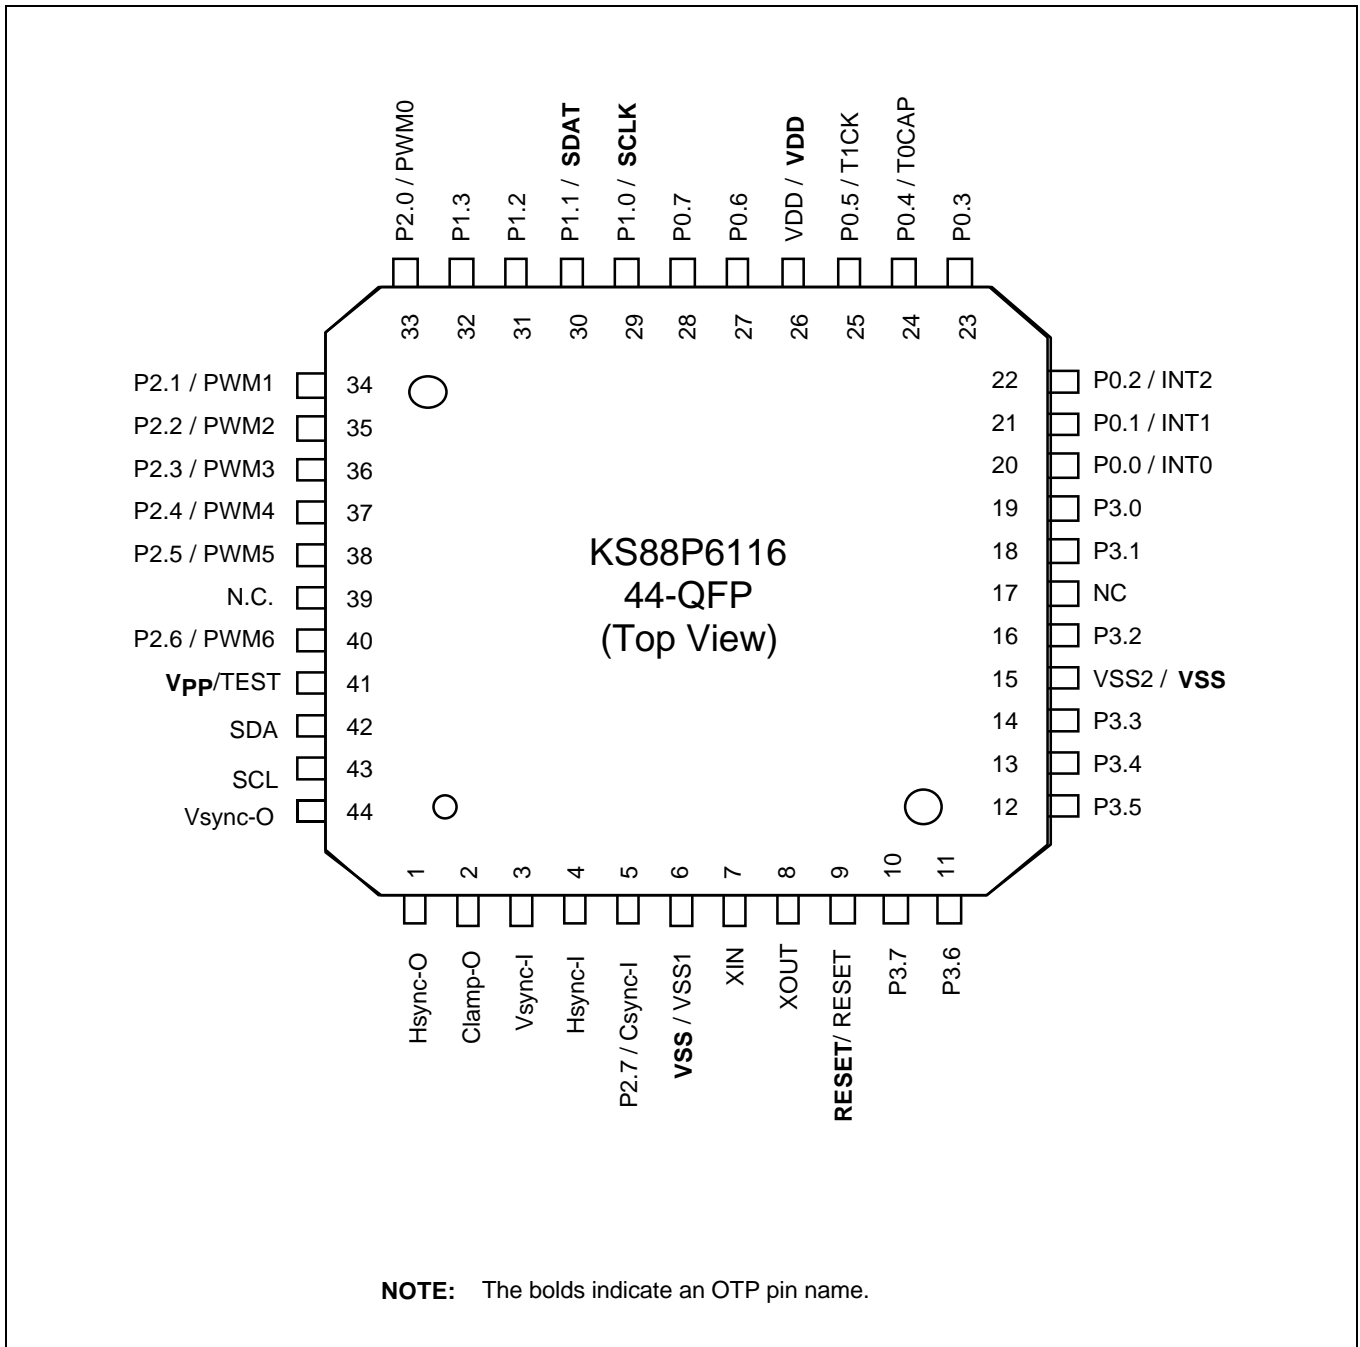 P2.0 / PWM0
P1.3
P1.2
P1.1 / SDAT
P1.0 / SCLK
P0.7
P0.6
VDD / VDD
P0.5 / T1CK
P0.4 / T0CAP
P0.3
33
32
31
30
29
28
27
26
25
24
23
P2.1 / PWM1 34
P2.2 / PWM2 35
P2.3 / PWM3 36
P2.4 / PWM4 37
P2.5 / PWM5 38
N.C. 39
P2.6 / PWM6 40
VPP/TEST 41
SDA 42
SCL 43
Vsync-O 44
KS88P6116
44-QFP
(Top View)
22 P0.2 / INT2
21 P0.1 / INT1
20 P0.0 / INT0
19 P3.0
18 P3.1
17 NC
16 P3.2
15 VSS2 / VSS
14 P3.3
13 P3.4
12 P3.5
1
2
3
4
5
6
7
8
9
10
11
Hsync-O
Clamp-O
Vsync-I
Hsync-I
P2.7 / Csync-I
VSS / VSS1
XIN
XOUT
RESET/ RESET
P3.7
P3.6
NOTE: The bolds indicate an OTP pin name.